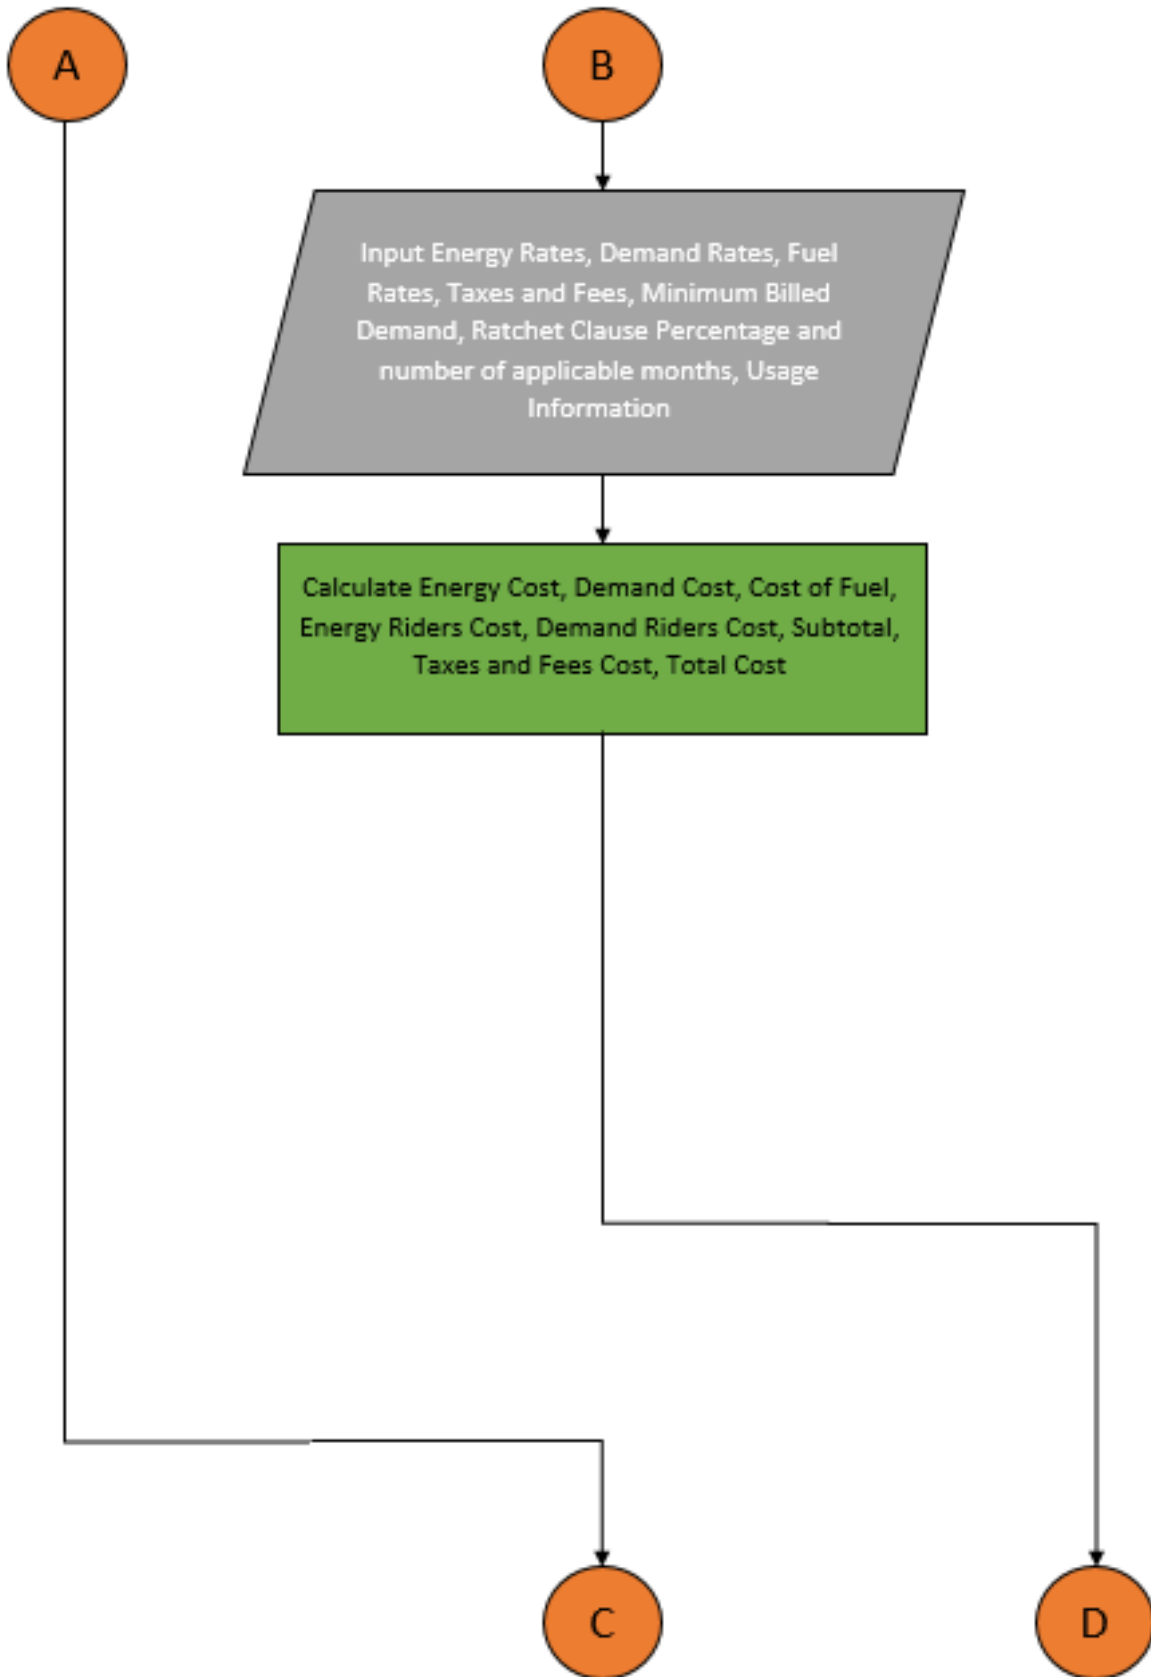 A
B
Input Energy Rates, Demand Rates, Fuel
Rates, Taxes and Fees, Minimum Billed
Demand, Ratchet Clause Percentage and
number of applicable months, Usage
Information
Calculate Energy Cost, Demand Cost, Cost of Fuel,
Energy Riders Cost, Demand Riders Cost, Subtotal,
Taxes and Fees Cost, Total Cost
C
D